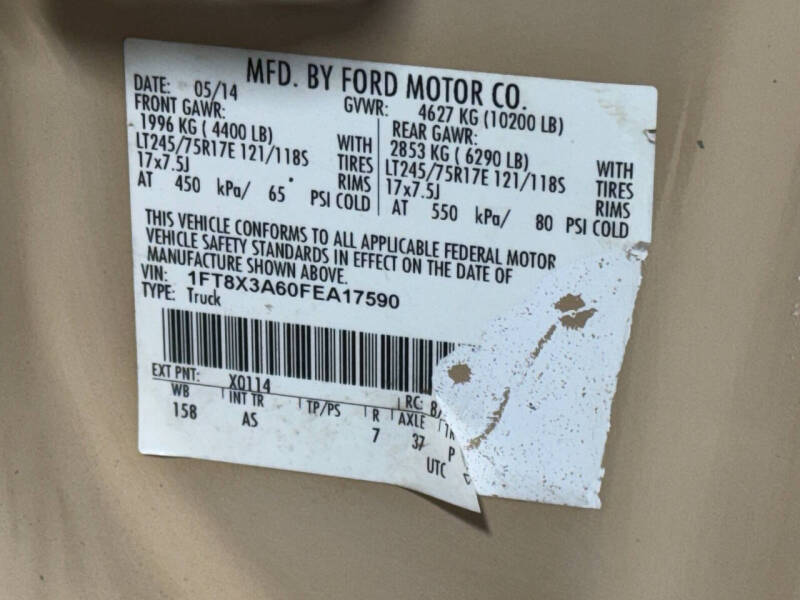 MFD. BY FORD MOTOR CO.
DATE: 05/14 GVWR: 4627 KG (10200 LB)
FRONT GAWR: REAR GAWR:
1996 KG ( 4400 LB) WITH 2853 KG ( 6290 LB) WITH
LT245/75R17E 121/118S TIRES LT245/75R17E 121/118S TIRES
17x7.5J RIMS 17x7.5J RIMS
AT 450 kPa/ 65 PSI COLD AT 550 kPa/ 80 PSI COLD
THIS VEHICLE CONFORMS TO ALL APPLICABLE FEDERAL MOTOR
VEHICLE SAFETY STANDARDS IN EFFECT ON THE DATE OF
MANUFACTURE SHOWN ABOVE.
VIN: 1FT8X3A60FEA17590
TYPE: Truck
EXT PNT: XQ114 RC: 8/
WB INT TR TP/PS R AXLE TR
158 AS 7 37 P
UTC